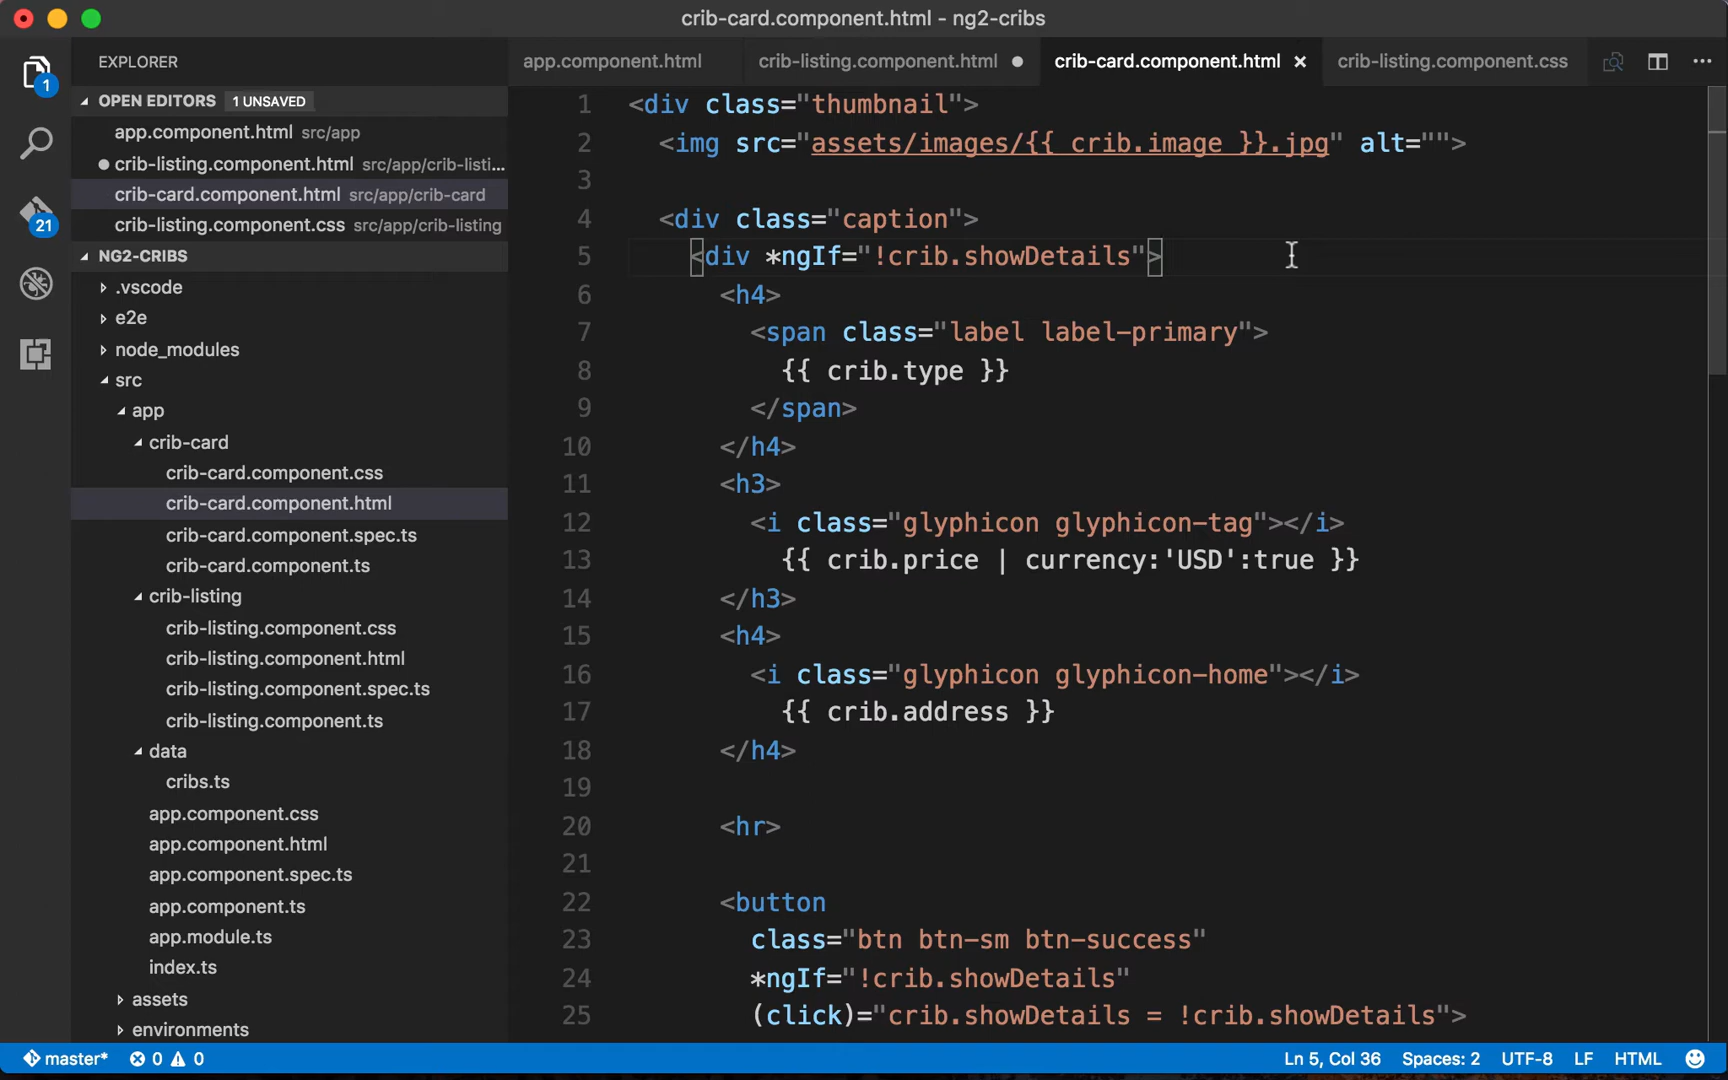 crib-card.component.html - ng2-cribs
EXPLORER
app.component.html
crib-listing.component.html
crib-card.component.html
crib-listing.component.css
1
OPEN EDITORS 1 UNSAVED
app.component.html src/app
crib-listing.component.html src/app/crib-listi...
crib-card.component.html src/app/crib-card
crib-listing.component.css src/app/crib-listing
21
NG2-CRIBS
.vscode
e2e
node_modules
src
app
crib-card
crib-card.component.css
crib-card.component.html
crib-card.component.spec.ts
crib-card.component.ts
crib-listing
crib-listing.component.css
crib-listing.component.html
crib-listing.component.spec.ts
crib-listing.component.ts
data
cribs.ts
app.component.css
app.component.html
app.component.spec.ts
app.component.ts
app.module.ts
index.ts
assets
environments
1 <div class="thumbnail">
2 <img src="assets/images/{{ crib.image }}.jpg" alt="">
3
4 <div class="caption">
5 <div *ngIf="!crib.showDetails">
6 <h4>
7 <span class="label label-primary">
8 {{ crib.type }}
9 </span>
10 </h4>
11 <h3>
12 <i class="glyphicon glyphicon-tag"></i>
13 {{ crib.price | currency:'USD':true }}
14 </h3>
15 <h4>
16 <i class="glyphicon glyphicon-home"></i>
17 {{ crib.address }}
18 </h4>
19
20 <hr>
21
22 <button
23 class="btn btn-sm btn-success"
24 *ngIf="!crib.showDetails"
25 (click)="crib.showDetails = !crib.showDetails">
master* 0 0
Ln 5, Col 36 Spaces: 2 UTF-8 LF HTML